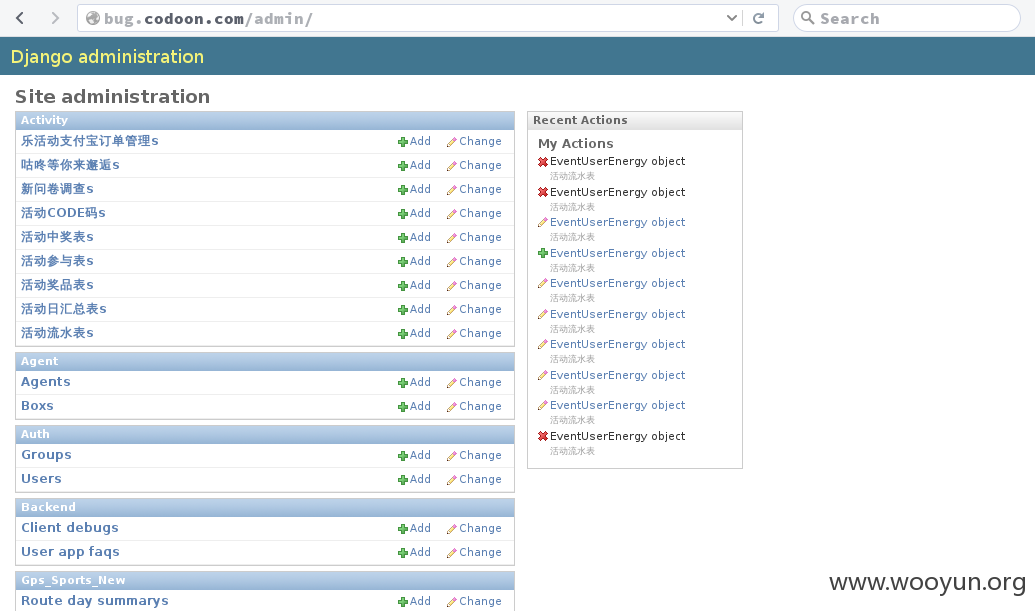 bug.codoon.com/admin/
Search
Django administration
Site administration
Activity
乐活动支付宝订单管理s Add Change
咕咚等你来邂逅s Add Change
新问卷调查s Add Change
活动CODE码s Add Change
活动中奖表s Add Change
活动参与表s Add Change
活动奖品表s Add Change
活动日汇总表s Add Change
活动流水表s Add Change
Agent
Agents Add Change
Boxs Add Change
Auth
Groups Add Change
Users Add Change
Backend
Client debugs Add Change
User app faqs Add Change
Gps_Sports_New
Route day summarys Add Change
Recent Actions
My Actions
EventUserEnergy object
活动流水表
EventUserEnergy object
活动流水表
EventUserEnergy object
活动流水表
EventUserEnergy object
活动流水表
EventUserEnergy object
活动流水表
EventUserEnergy object
活动流水表
EventUserEnergy object
活动流水表
EventUserEnergy object
活动流水表
EventUserEnergy object
活动流水表
EventUserEnergy object
活动流水表
www.wooyun.org